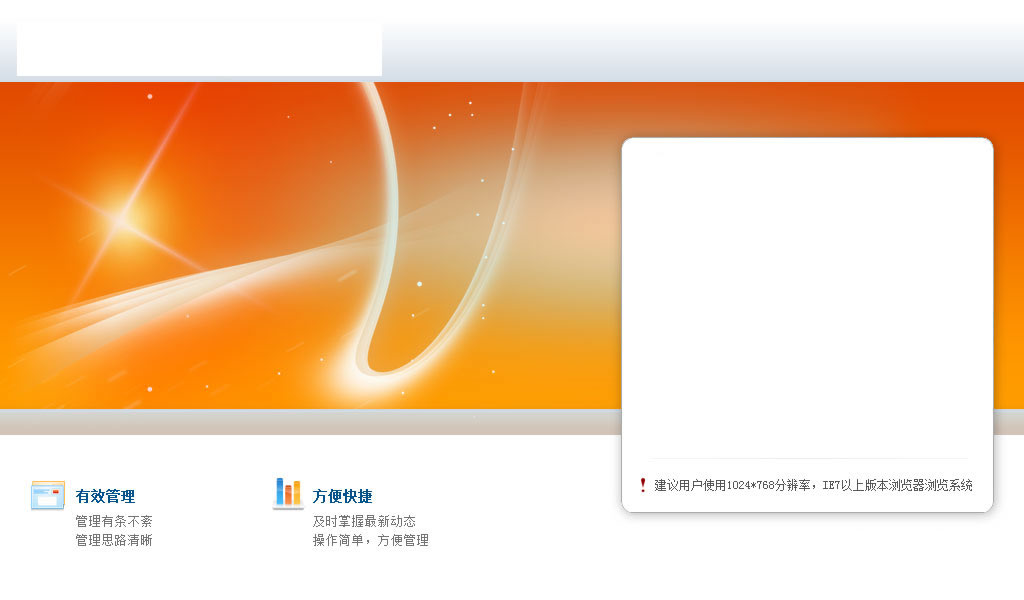 建议用户使用1024*768分辨率，IE7以上版本浏览器浏览系统
有效管理
管理有条不紊
管理思路清晰
方便快捷
及时掌握最新动态
操作简单，方便管理